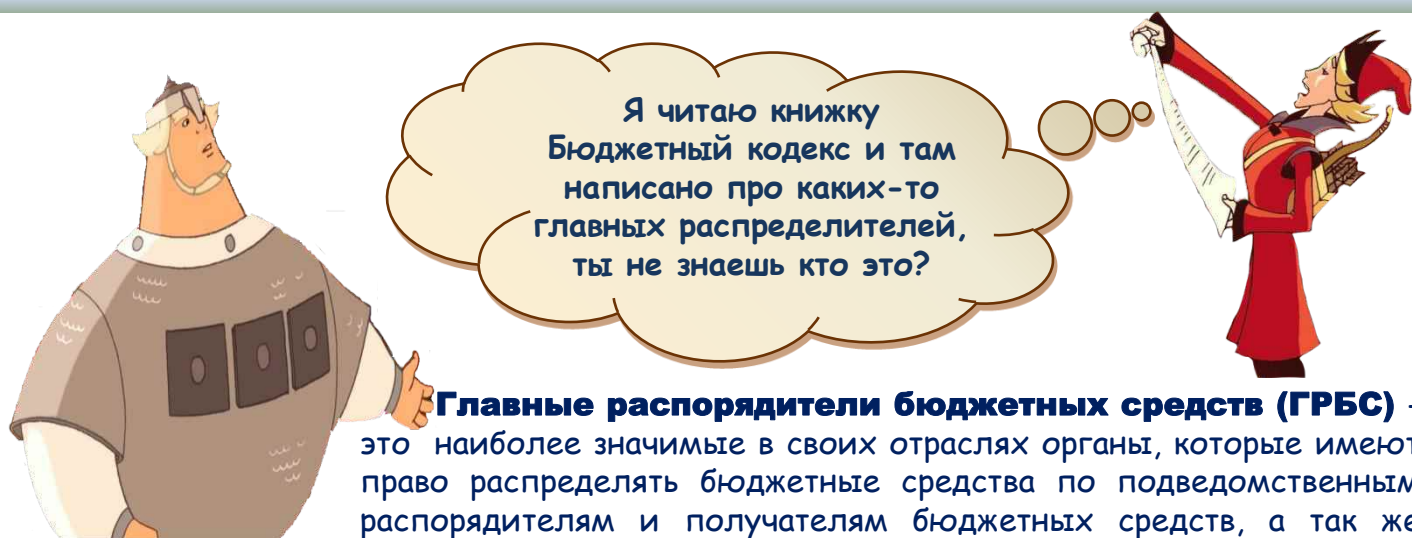 Я читаю книжку
Бюджетный кодекс и там
написано про каких-то
главных распределителей,
ты не знаешь кто это?
Главные распорядители бюджетных средств (ГРБС) -
это наиболее значимые в своих отраслях органы, которые имеют
право распределять бюджетные средства по подведомственным
распорядителям и получателям бюджетных средств, а так же